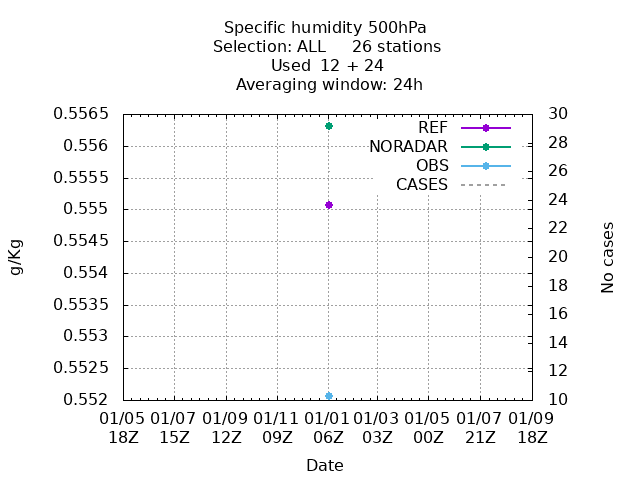 Specific humidity 500hPa
Selection: ALL     26 stations
Used  12 + 24
Averaging window: 24h
0.5565
0.556
0.5555
0.555
0.5545
0.554
0.5535
0.553
0.5525
0.552
g/Kg
REF
NORADAR
OBS
CASES
30
28
26
24
22
20
18
16
14
12
10
No cases
01/05 01/07 01/09 01/11 01/01 01/03 01/05 01/07 01/09
18Z 15Z 12Z 09Z 06Z 03Z 00Z 21Z 18Z
Date